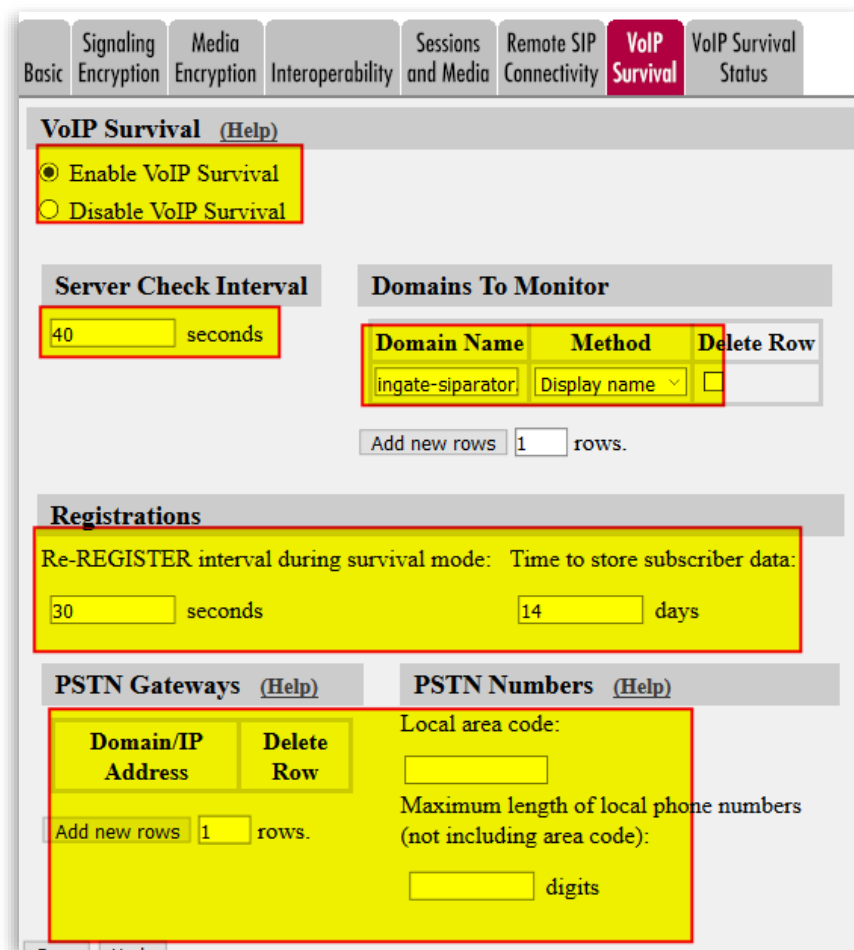 Basic
Signaling Encryption
Media Encryption
Interoperability
Sessions and Media
Remote SIP Connectivity
VoIP Survival
VoIP Survival Status
VoIP Survival (Help)
Enable VoIP Survival
Disable VoIP Survival
Server Check Interval
40 seconds
Domains To Monitor
Domain Name Method Delete Row
ingate-siparator. Display name
Add new rows 1 rows.
Registrations
Re-REGISTER interval during survival mode: Time to store subscriber data:
30 seconds 14 days
PSTN Gateways (Help)
Domain/IP Address
Delete Row
Add new rows 1 rows.
PSTN Numbers (Help)
Local area code:
Maximum length of local phone numbers
(not including area code):
digits